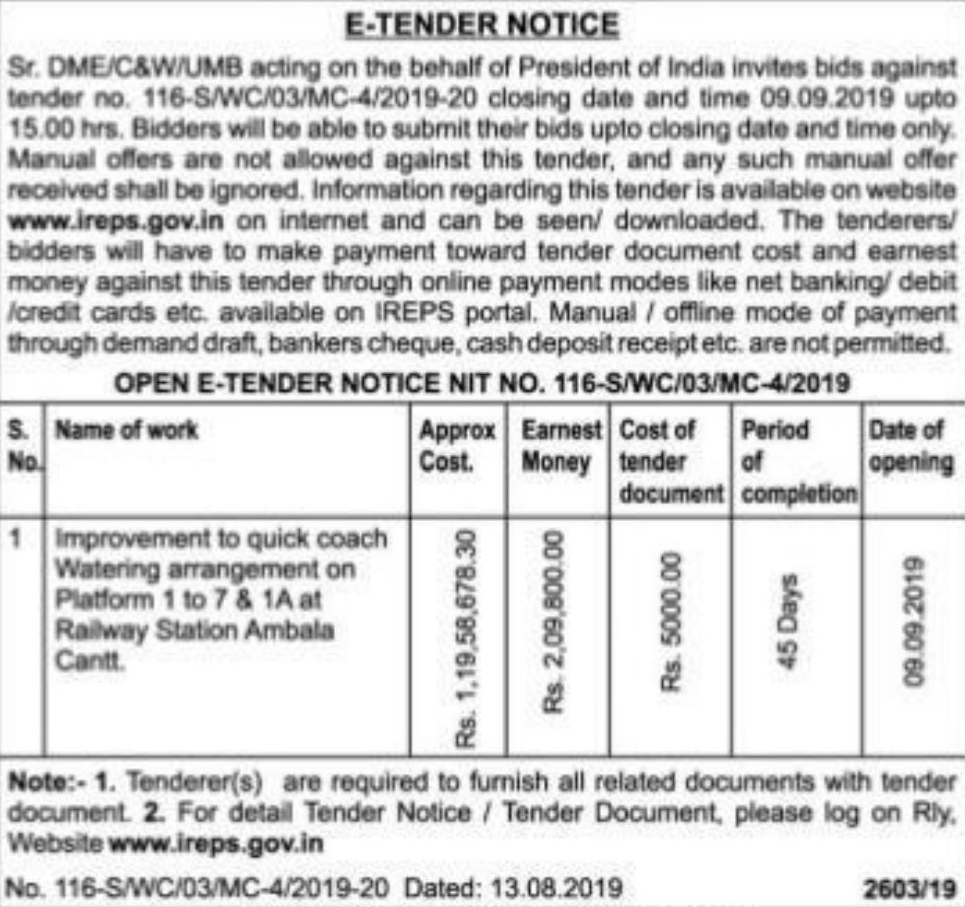 E-TENDER NOTICE
Sr. DME/C&W/UMB acting on the behalf of President of India invites bids against
tender no. 116-S/WC/03/MC-4/2019-20 closing date and time 09.09.2019 upto
15.00 hrs. Bidders will be able to submit their bids upto closing date and time only.
Manual offers are not allowed against this tender, and any such manual offer
received shall be ignored. Information regarding this tender is available on website
www.ireps.gov.in on internet and can be seen/ downloaded. The tenderers/
bidders will have to make payment toward tender document cost and earnest
money against this tender through online payment modes like net banking/ debit
/credit cards etc. available on IREPS portal. Manual / offline mode of payment
through demand draft, bankers cheque, cash deposit receipt etc. are not permitted.
OPEN E-TENDER NOTICE NIT NO. 116-S/WC/03/MC-4/2019
S. No. Name of work Approx Cost. Earnest Money Cost of tender document Period of completion Date of opening
1 Improvement to quick coach
Watering arrangement on
Platform 1 to 7 & 1A at
Railway Station Ambala
Cantt.
Rs. 1,19,58,678.30
Rs. 2,09,800.00
Rs. 5000.00
45 Days
09.09.2019
Note:- 1. Tenderer(s) are required to furnish all related documents with tender
document. 2. For detail Tender Notice / Tender Document, please log on Rly,
Website www.ireps.gov.in
No. 116-S/WC/03/MC-4/2019-20 Dated: 13.08.2019 2603/19